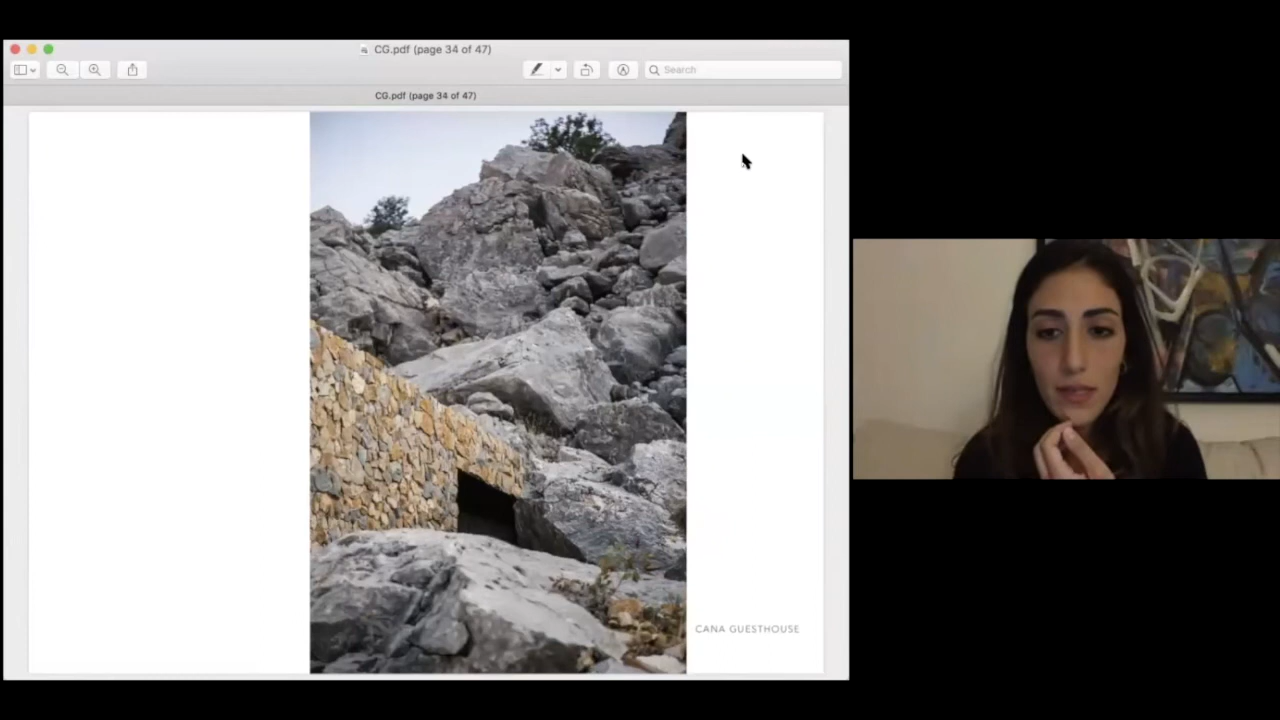 CG.pdf (page 34 of 47)
Search
CG.pdf (page 34 of 47)
CANA GUESTHOUSE